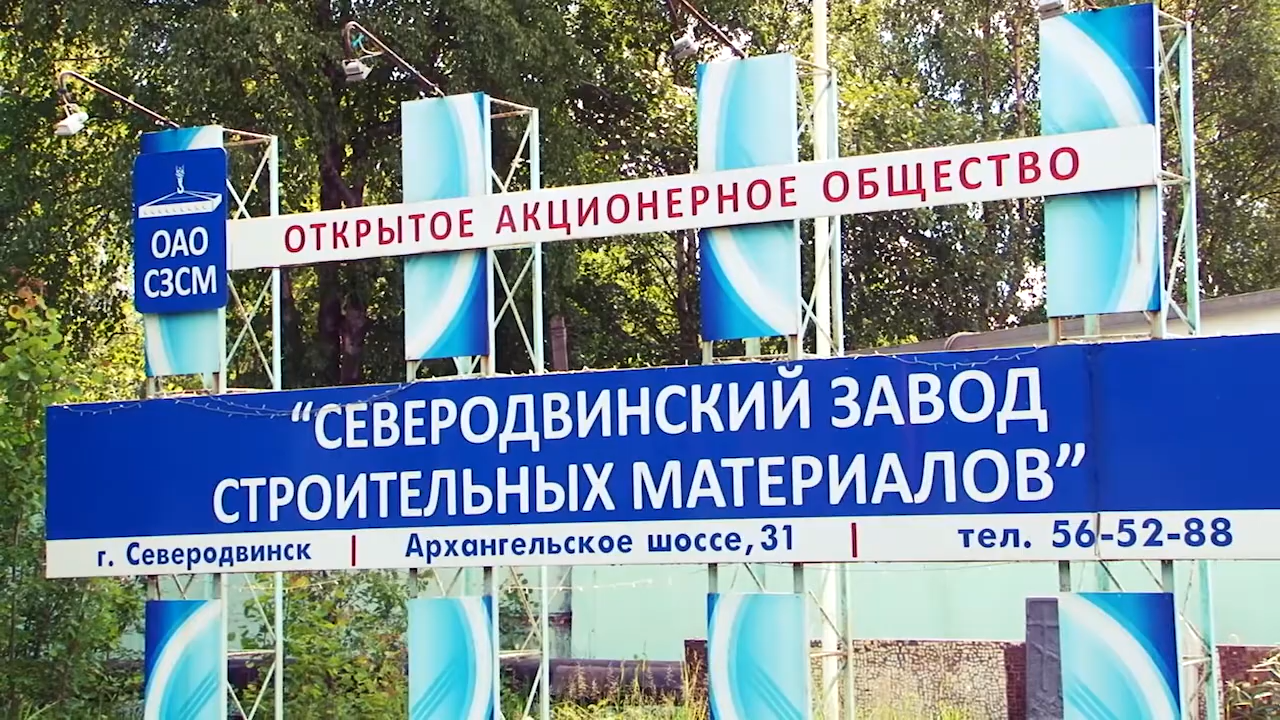 ОАО
СЗСМ
ОТКРЫТОЕ АКЦИОНЕРНОЕ ОБЩЕСТВО
“СЕВЕРОДВИНСКИЙ ЗАВОД
СТРОИТЕЛЬНЫХ МАТЕРИАЛОВ”
г. Северодвинск | Архангельское шоссе, 31 | тел. 56-52-88